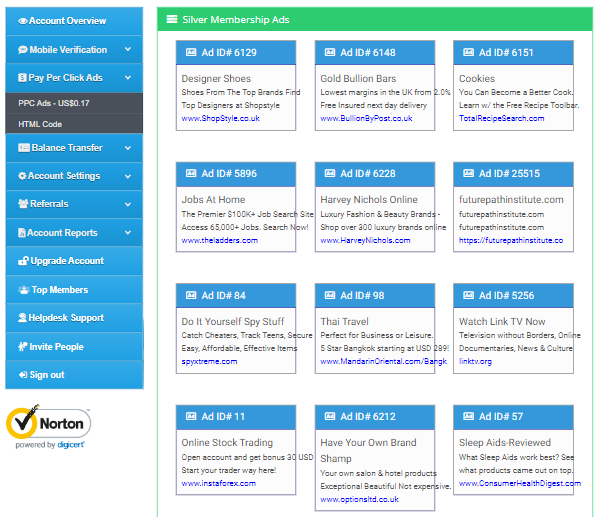 Account Overview
Mobile Verification
Pay Per Click Ads
PPC Ads - US$0.17
HTML Code
Balance Transfer
Account Settings
Referrals
Account Reports
Upgrade Account
Top Members
Helpdesk Support
Invite People
Sign out
Norton
powered by digicert
Silver Membership Ads
Ad ID# 6129
Designer Shoes
Shoes From The Top Brands Find
Top Designers at Shopstyle
www.ShopStyle.co.uk
Ad ID# 6148
Gold Bullion Bars
Lowest margins in the UK from 2.0%
Free Insured next day delivery
www.BullionByPost.co.uk
Ad ID# 6151
Cookies
You Can Become a Better Cook.
Learn w/ the Free Recipe Toolbar.
TotalRecipeSearch.com
Ad ID# 5896
Jobs At Home
The Premier $100K+ Job Search Site
Access 65,000+ Jobs. Search Now!
www.theladders.com
Ad ID# 6228
Harvey Nichols Online
Luxury Fashion & Beauty Brands -
Shop over 300 luxury brands online
www.HarveyNichols.com
Ad ID# 25515
futurepathinstitute.com
futurepathinstitute.com
futurepathinstitute.com
https://futurepathinstitute.co
Ad ID# 84
Do It Yourself Spy Stuff
Catch Cheaters, Track Teens, Secure
Easy, Affordable, Effective Items
spyxtreme.com
Ad ID# 98
Thai Travel
Perfect for Business or Leisure.
5 Star Bangkok starting at USD 289!
www.MandarinOriental.com/Bangk
Ad ID# 5256
Watch Link TV Now
Television without Borders, Online
Documentaries, News & Culture
linktv.org
Ad ID# 11
Online Stock Trading
Open account and get bonus 30 USD
Start your trader way here!
www.instaforex.com
Ad ID# 6212
Have Your Own Brand
Shamp
Your own salon & hotel products
Exceptional Beautiful Not expensive.
www.optionsltd.co.uk
Ad ID# 57
Sleep Aids-Reviewed
What Sleep Aids work best? See
what products came out on top.
www.ConsumerHealthDigest.com